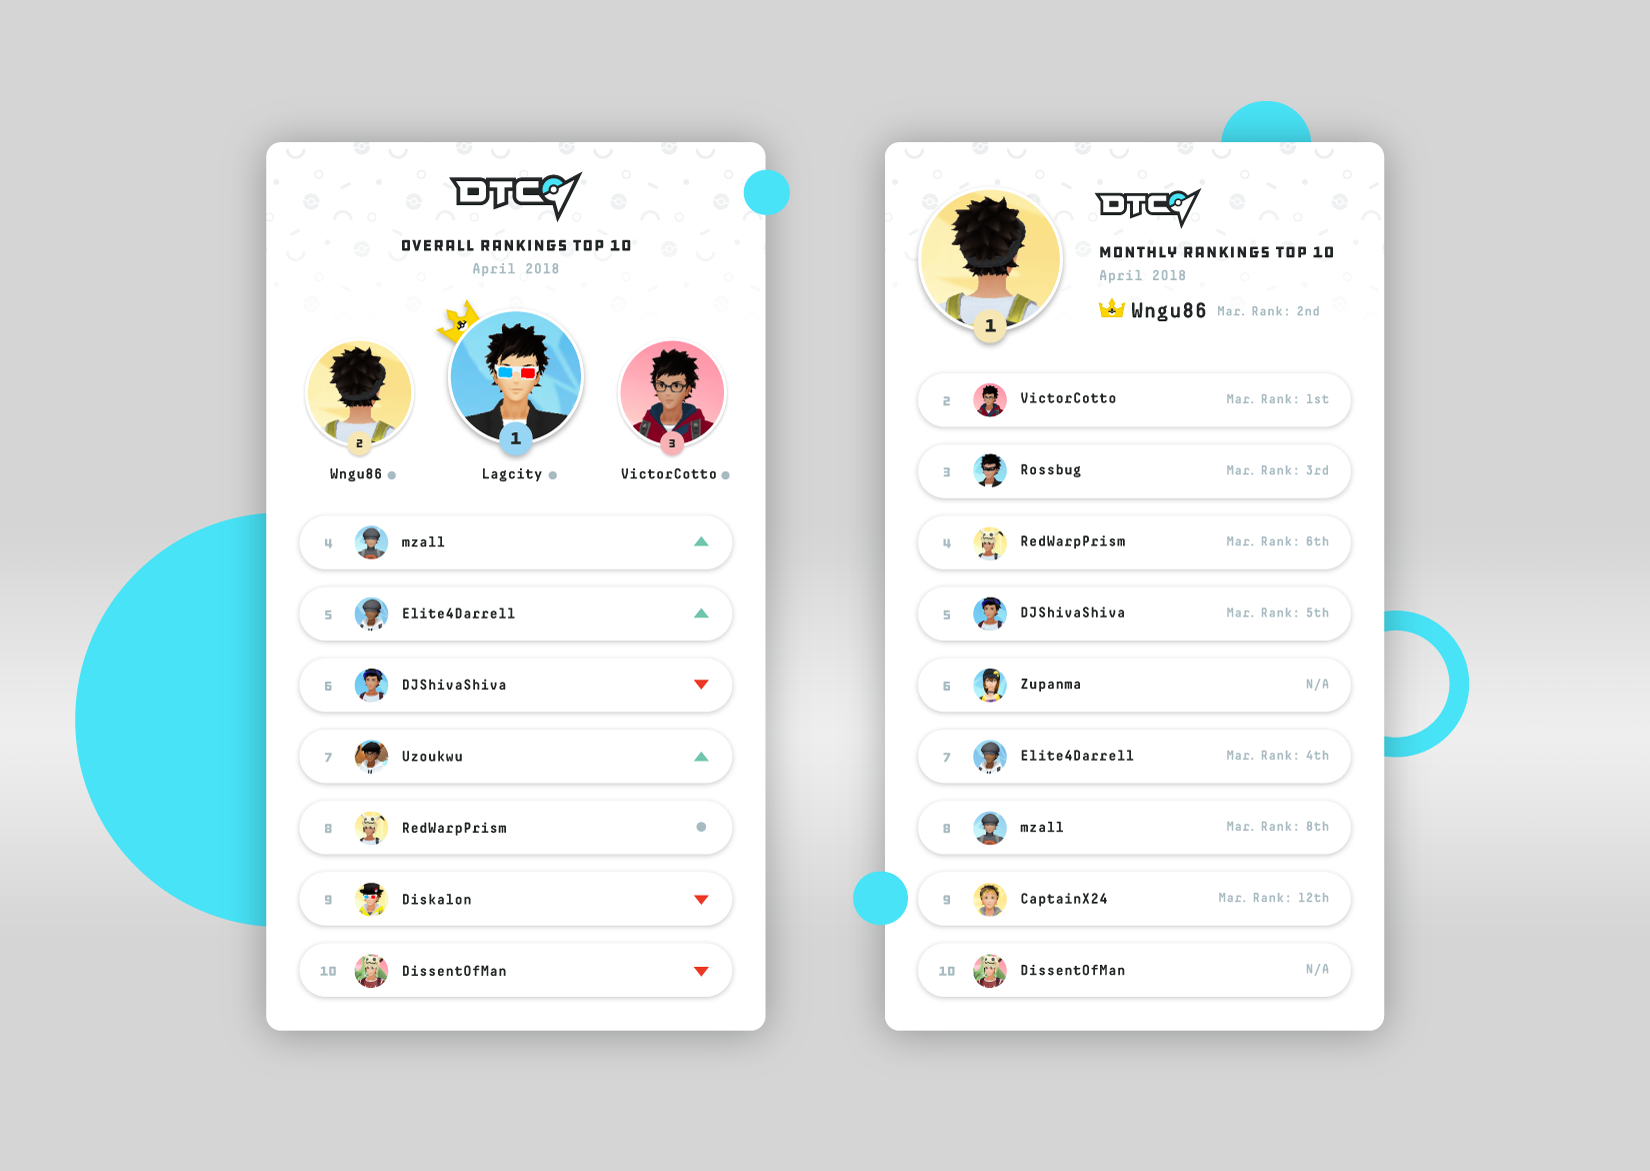 DTC
OVERALL RANKINGS TOP 10
April 2018
2
1
3
Wngu86
Lagcity
VictorCotto
4 mzall
5 Elite4Darrell
6 DJShivaShiva
7 Uzoukwu
8 RedWarpPrism
9 Diskalon
10 DissentOfMan
DTC
MONTHLY RANKINGS TOP 10
April 2018
Wngu86 Mar. Rank: 2nd
1
2 VictorCotto Mar. Rank: 1st
3 Rossbug Mar. Rank: 3rd
4 RedWarpPrism Mar. Rank: 6th
5 DJShivaShiva Mar. Rank: 5th
6 Zupanma N/A
7 Elite4Darrell Mar. Rank: 4th
8 mzall Mar. Rank: 8th
9 CaptainX24 Mar. Rank: 12th
10 DissentOfMan N/A